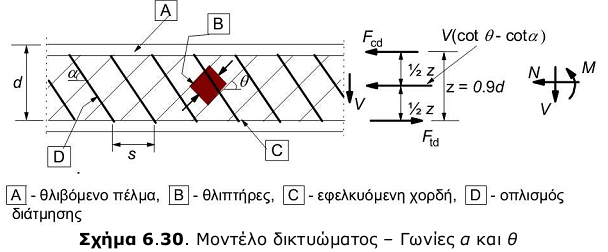 A
B
F_cd
V(cot θ - cotα)
d
α
θ
½ z
z = 0.9d
½ z
V
N
M
V
D
s
C
F_td
A - θλιβόμενο πέλμα, B - θλιπτήρες, C - εφελκυόμενη χορδή, D - οπλισμός
διάτμησης
Σχήμα 6.30. Μοντέλο δικτυώματος – Γωνίες α και θ